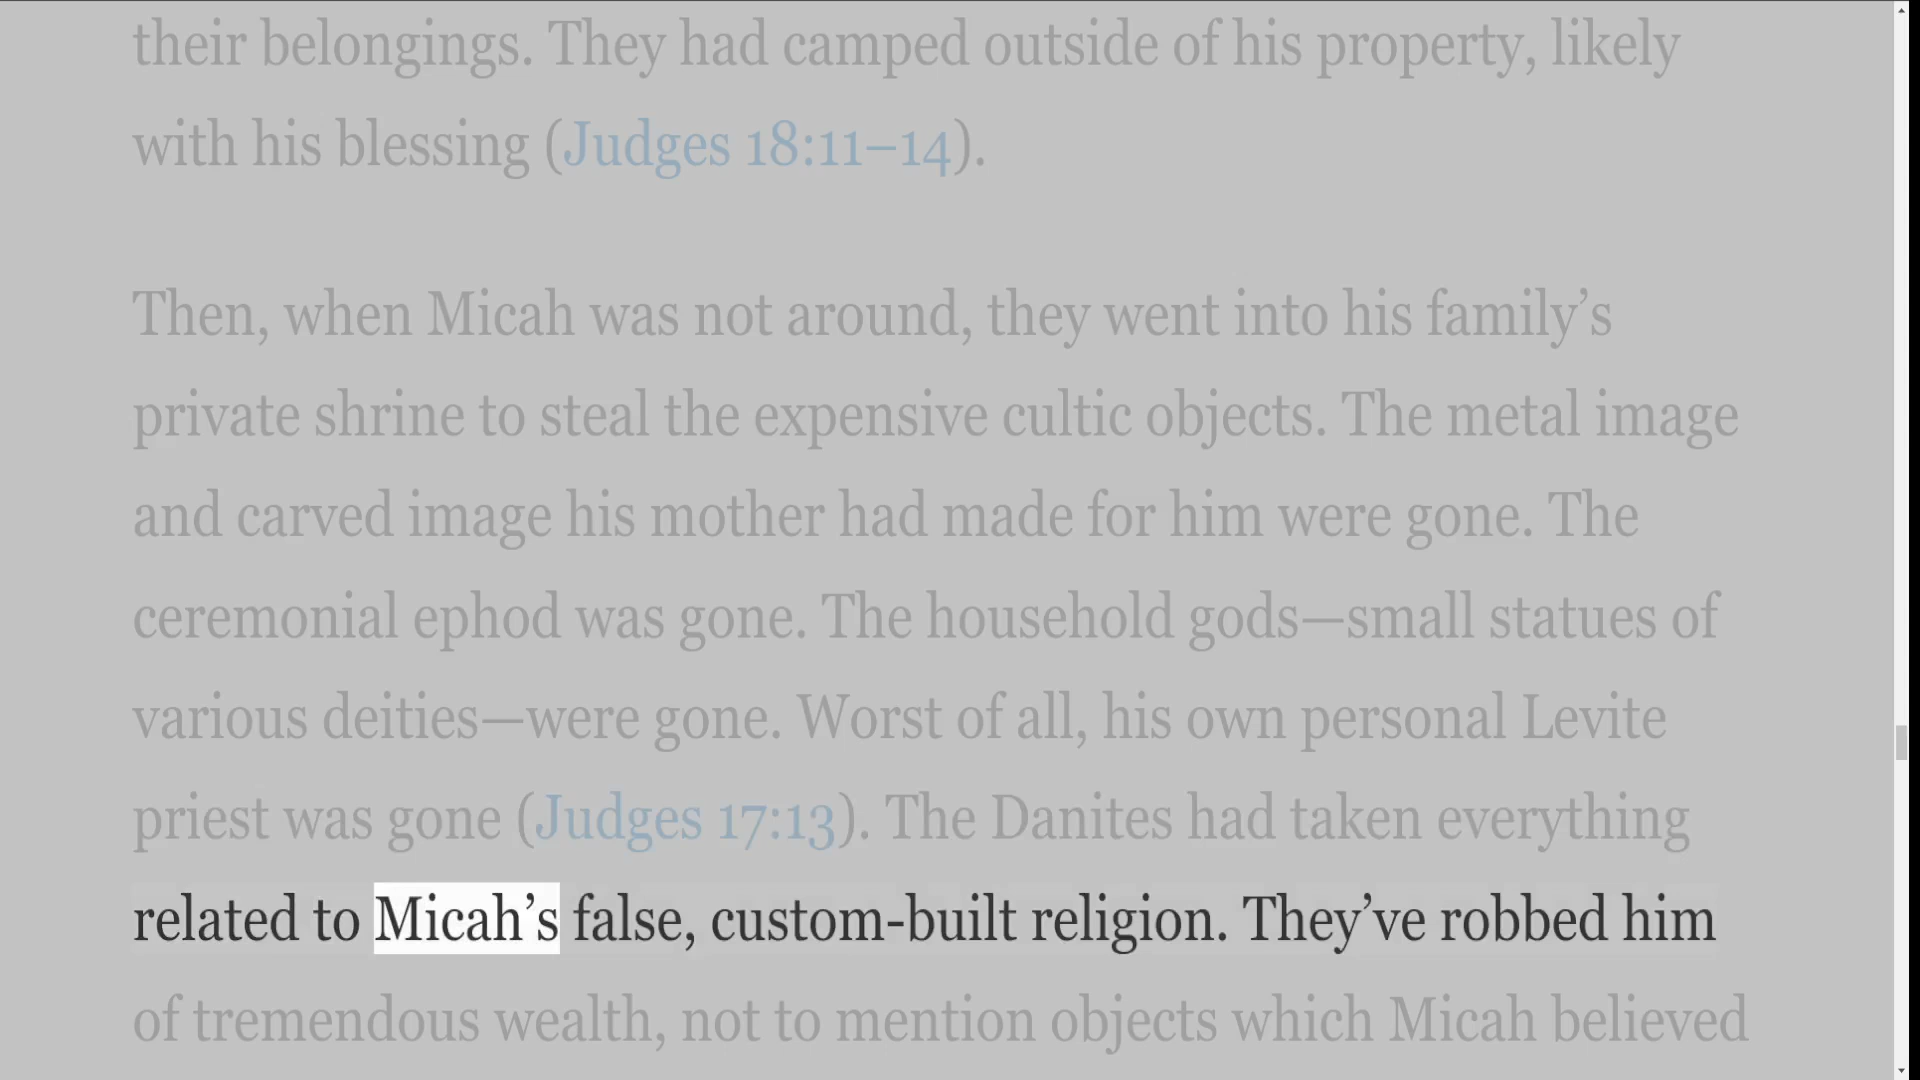 their belongings. They had camped outside of his property, likely
with his blessing (Judges 18:11–14).
Then, when Micah was not around, they went into his family’s
private shrine to steal the expensive cultic objects. The metal image
and carved image his mother had made for him were gone. The
ceremonial ephod was gone. The household gods—small statues of
various deities—were gone. Worst of all, his own personal Levite
priest was gone (Judges 17:13). The Danites had taken everything
related to Micah’s false, custom-built religion. They’ve robbed him
of tremendous wealth, not to mention objects which Micah believed